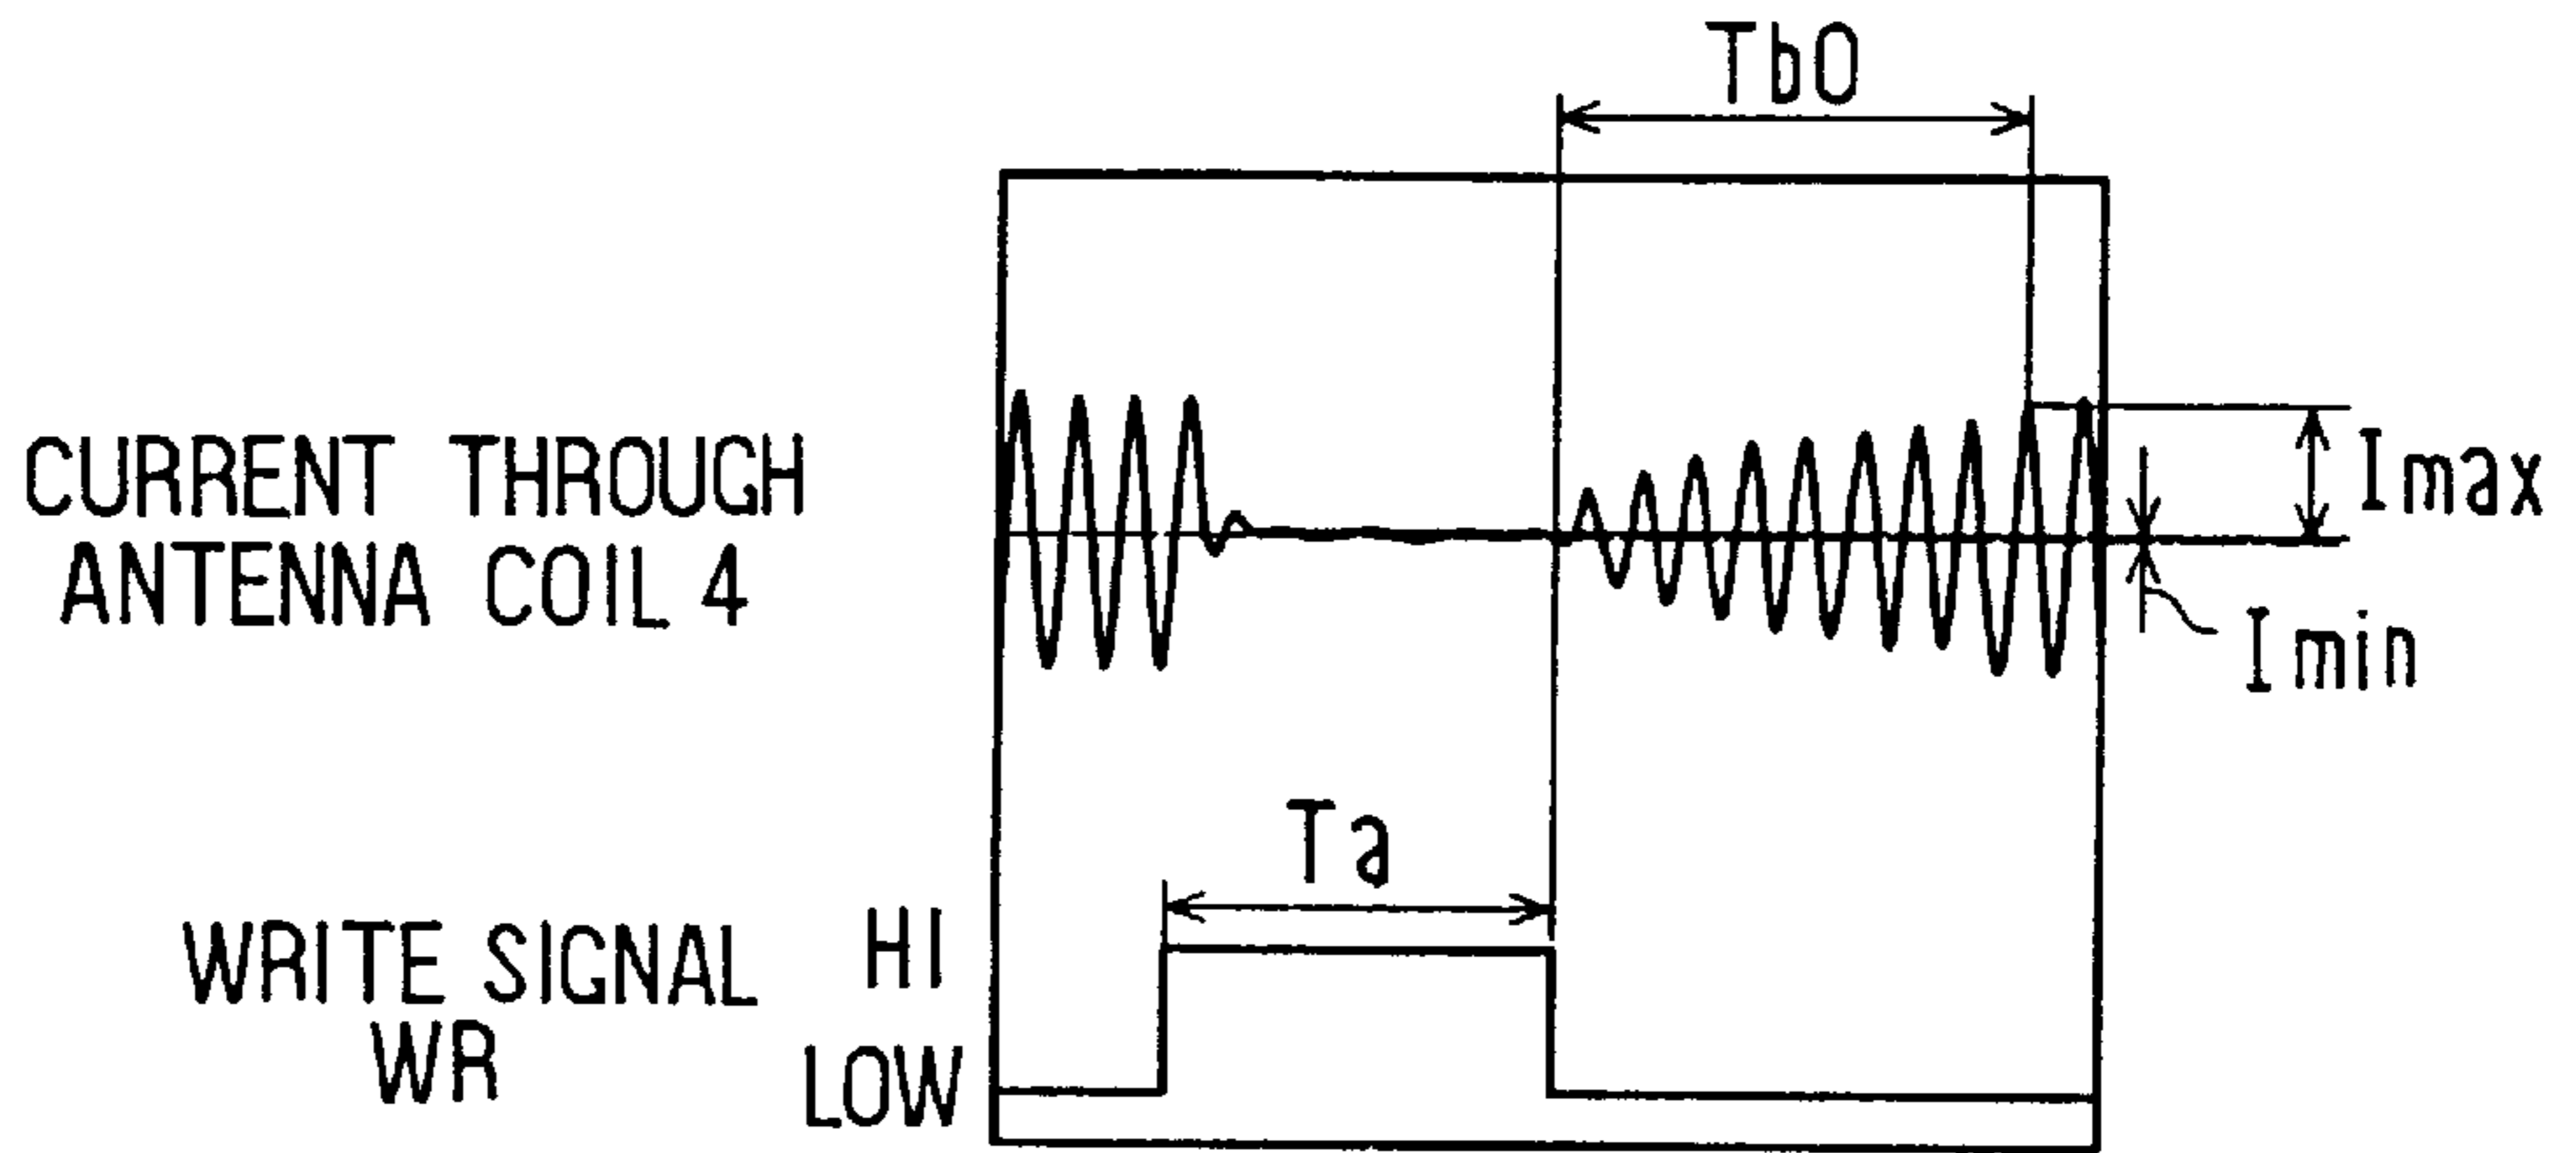 Tb0
CURRENT THROUGH
ANTENNA COIL 4
Imax
Imin
Ta
WRITE SIGNAL
WR
HI
LOW